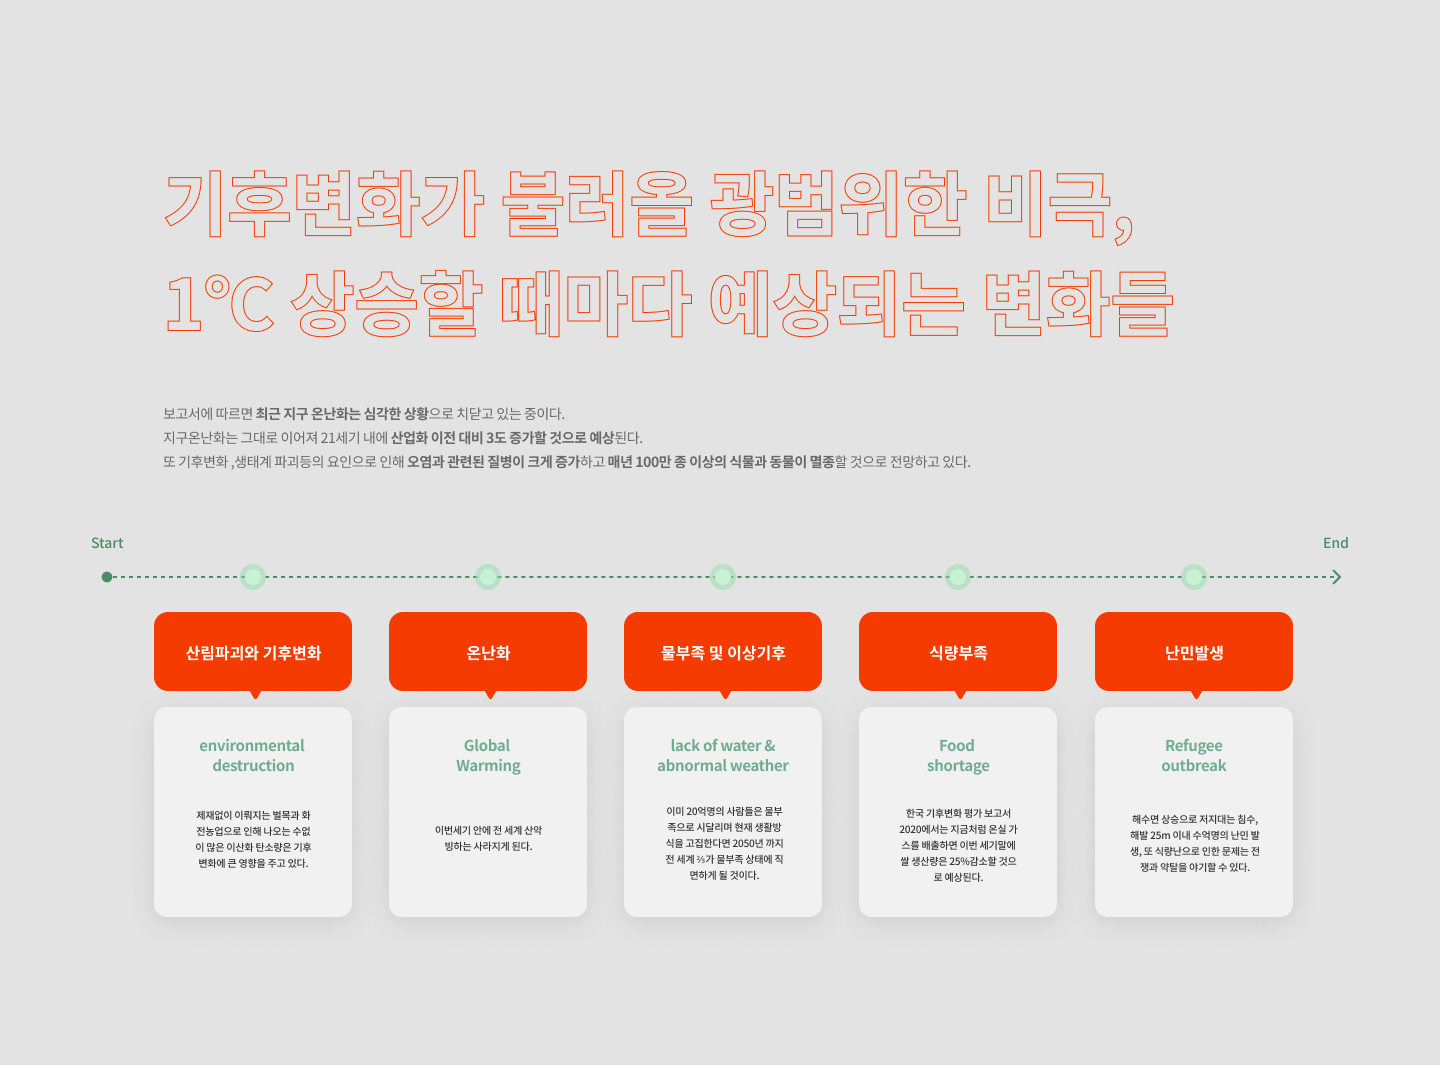 기후변화가 불러올 광범위한 비극,
1℃ 상승할 때마다 예상되는 변화들
보고서에 따르면 최근 지구 온난화는 심각한 상황으로 치닫고 있는 중이다.
지구온난화는 그대로 이어져 21세기 내에 산업화 이전 대비 3도 증가할 것으로 예상된다.
또 기후변화 ,생태계 파괴등의 요인으로 인해 오염과 관련된 질병이 크게 증가하고 매년 100만 종 이상의 식물과 동물이 멸종할 것으로 전망하고 있다.
Start
End
산림파괴와 기후변화
environmental
destruction
제재없이 이뤄지는 벌목과 화
전농업으로 인해 나오는 수없
이 많은 이산화 탄소량은 기후
변화에 큰 영향을 주고 있다.
온난화
Global
Warming
이번세기 안에 전 세계 산악
빙하는 사라지게 된다.
물부족 및 이상기후
lack of water &
abnormal weather
이미 20억명의 사람들은 물부
족으로 시달리며 현재 생활방
식을 고집한다면 2050년 까지
전 세계 ⅔가 물부족 상태에 직
면하게 될 것이다.
식량부족
Food
shortage
한국 기후변화 평가 보고서
2020에서는 지금처럼 온실 가
스를 배출하면 이번 세기말에
쌀 생산량은 25%감소할 것으
로 예상된다.
난민발생
Refugee
outbreak
해수면 상승으로 저지대는 침수,
해발 25m 이내 수억명의 난민 발
생, 또 식량난으로 인한 문제는 전
쟁과 약탈을 야기할 수 있다.